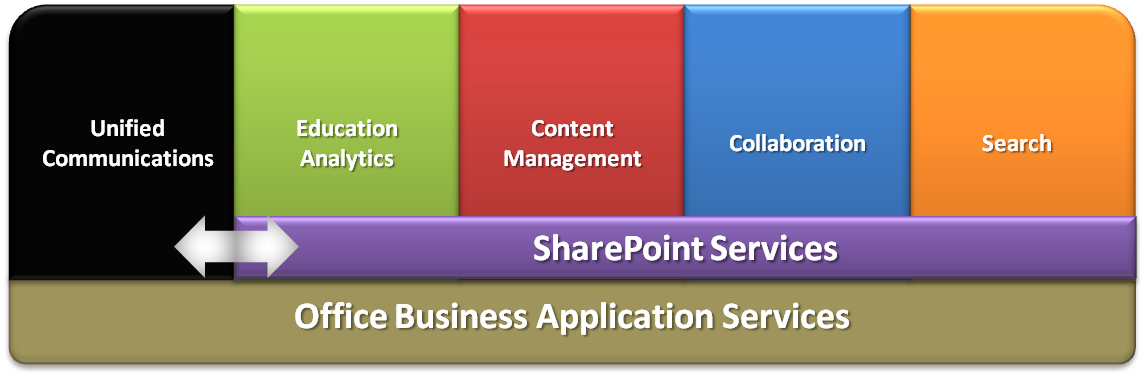 Unified
Communications
Education
Analytics
Content
Management
Collaboration
Search
SharePoint Services
Office Business Application Services